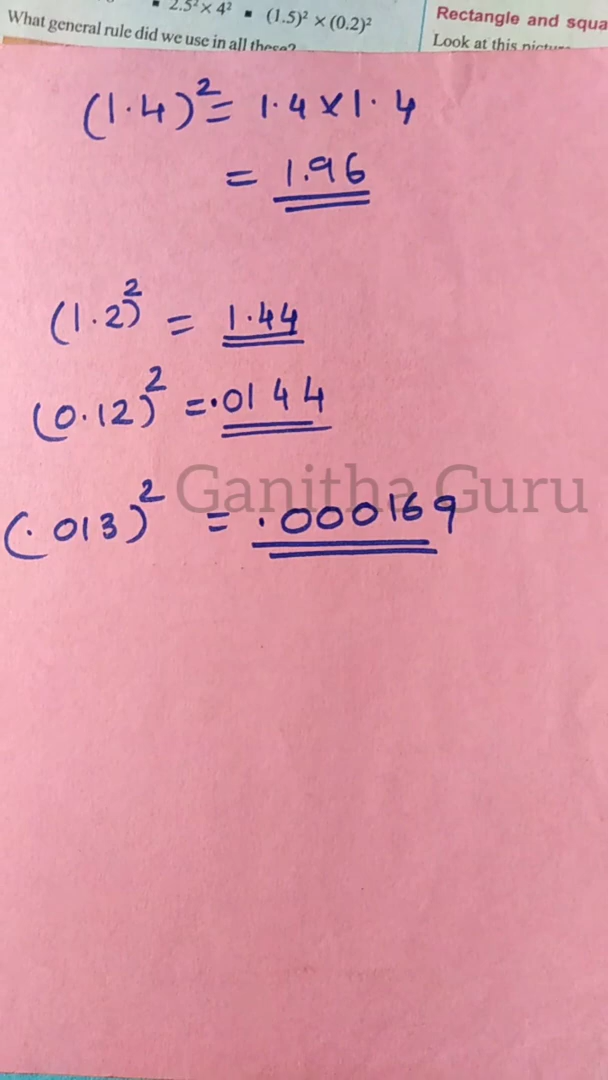 ▪ 2.5² × 4² ▪ (1.5)² × (0.2)²
What general rule did we use in all these?
Rectangle and squa
Look at this picture
(1.4)² = 1.4 × 1.4
= 1.96
(1.2)² = 1.44
(0.12)² = .0144
Ganitha Guru
(.013)² = .000169